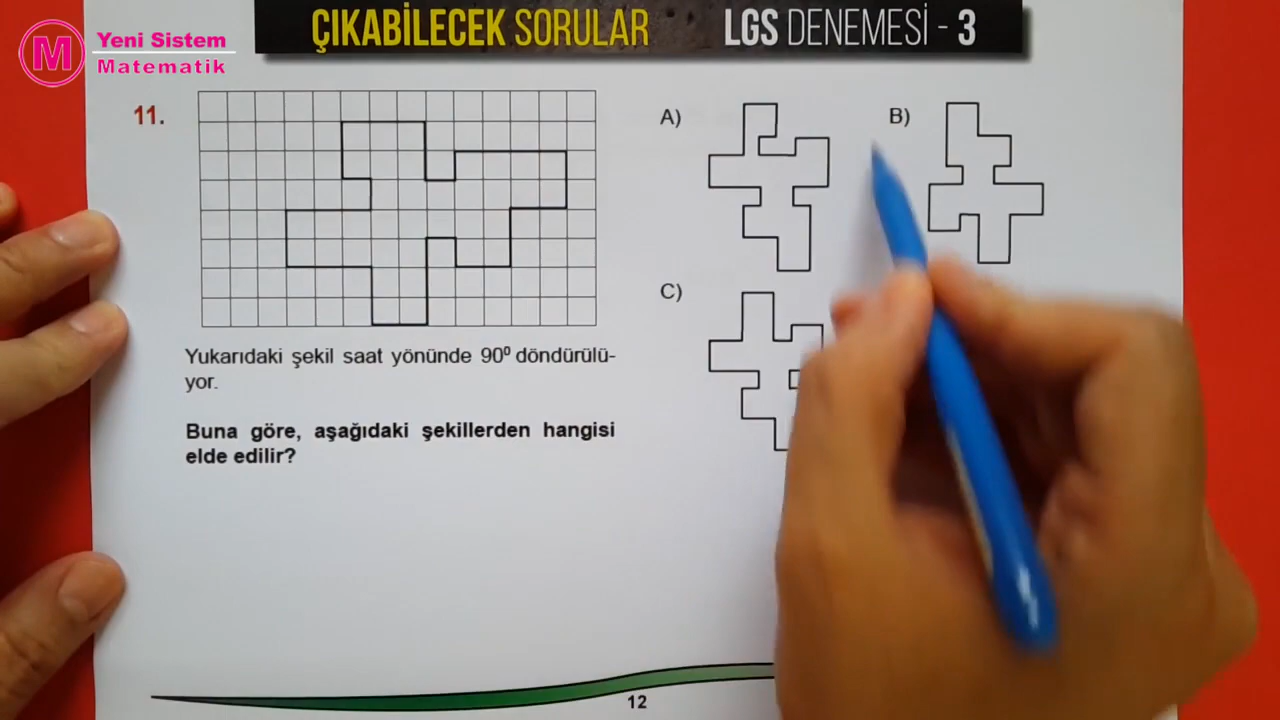 ÇIKABİLECEK SORULAR LGS DENEMESİ - 3
M Yeni Sistem
Matematik
11.
A)
B)
C)
Yukarıdaki şekil saat yönünde 90⁰ döndürülü-
yor.
Buna göre, aşağıdaki şekillerden hangisi
elde edilir?
12